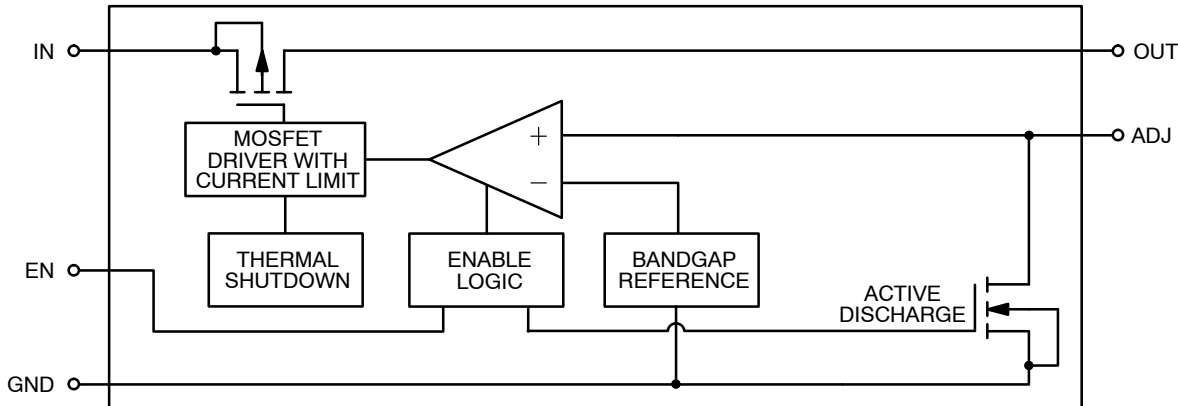 IN
OUT
MOSFET
DRIVER WITH
CURRENT LIMIT
+
−
ADJ
THERMAL
SHUTDOWN
ENABLE
LOGIC
BANDGAP
REFERENCE
EN
ACTIVE
DISCHARGE
GND